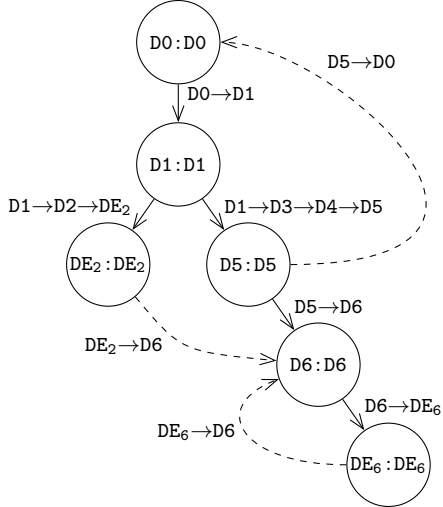 D0:D0
D5→D0
D0→D1
D1:D1
D1→D2→DE₂
D1→D3→D4→D5
DE₂:DE₂
D5:D5
D5→D6
DE₂→D6
D6:D6
D6→DE₆
DE₆→D6
DE₆:DE₆